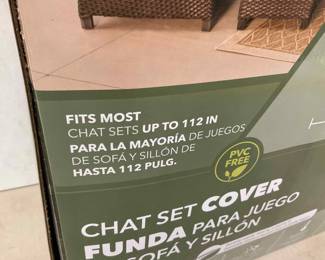 FITS MOST
CHAT SETS UP TO 112 IN
PARA LA MAYORÍA DE JUEGOS
DE SOFÁ Y SILLÓN DE
HASTA 112 PULG.
PVC
FREE
CHAT SET COVER
FUNDA PARA JUEGO
SOFÁ Y SILLÓN